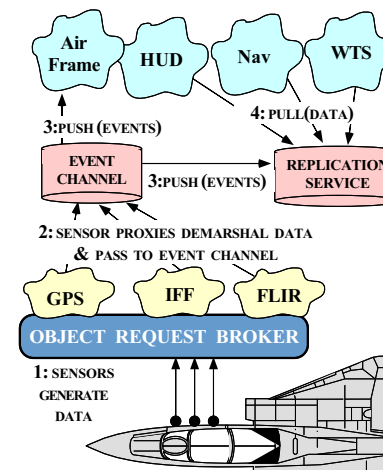 Air
Frame
HUD
Nav
WTS
4: PULL(DATA)
3:PUSH (EVENTS)
EVENT
CHANNEL
REPLICATION
SERVICE
3:PUSH (EVENTS)
2: SENSOR PROXIES DEMARSHAL DATA
& PASS TO EVENT CHANNEL
GPS
IFF
FLIR
OBJECT REQUEST BROKER
1: SENSORS
GENERATE
DATA